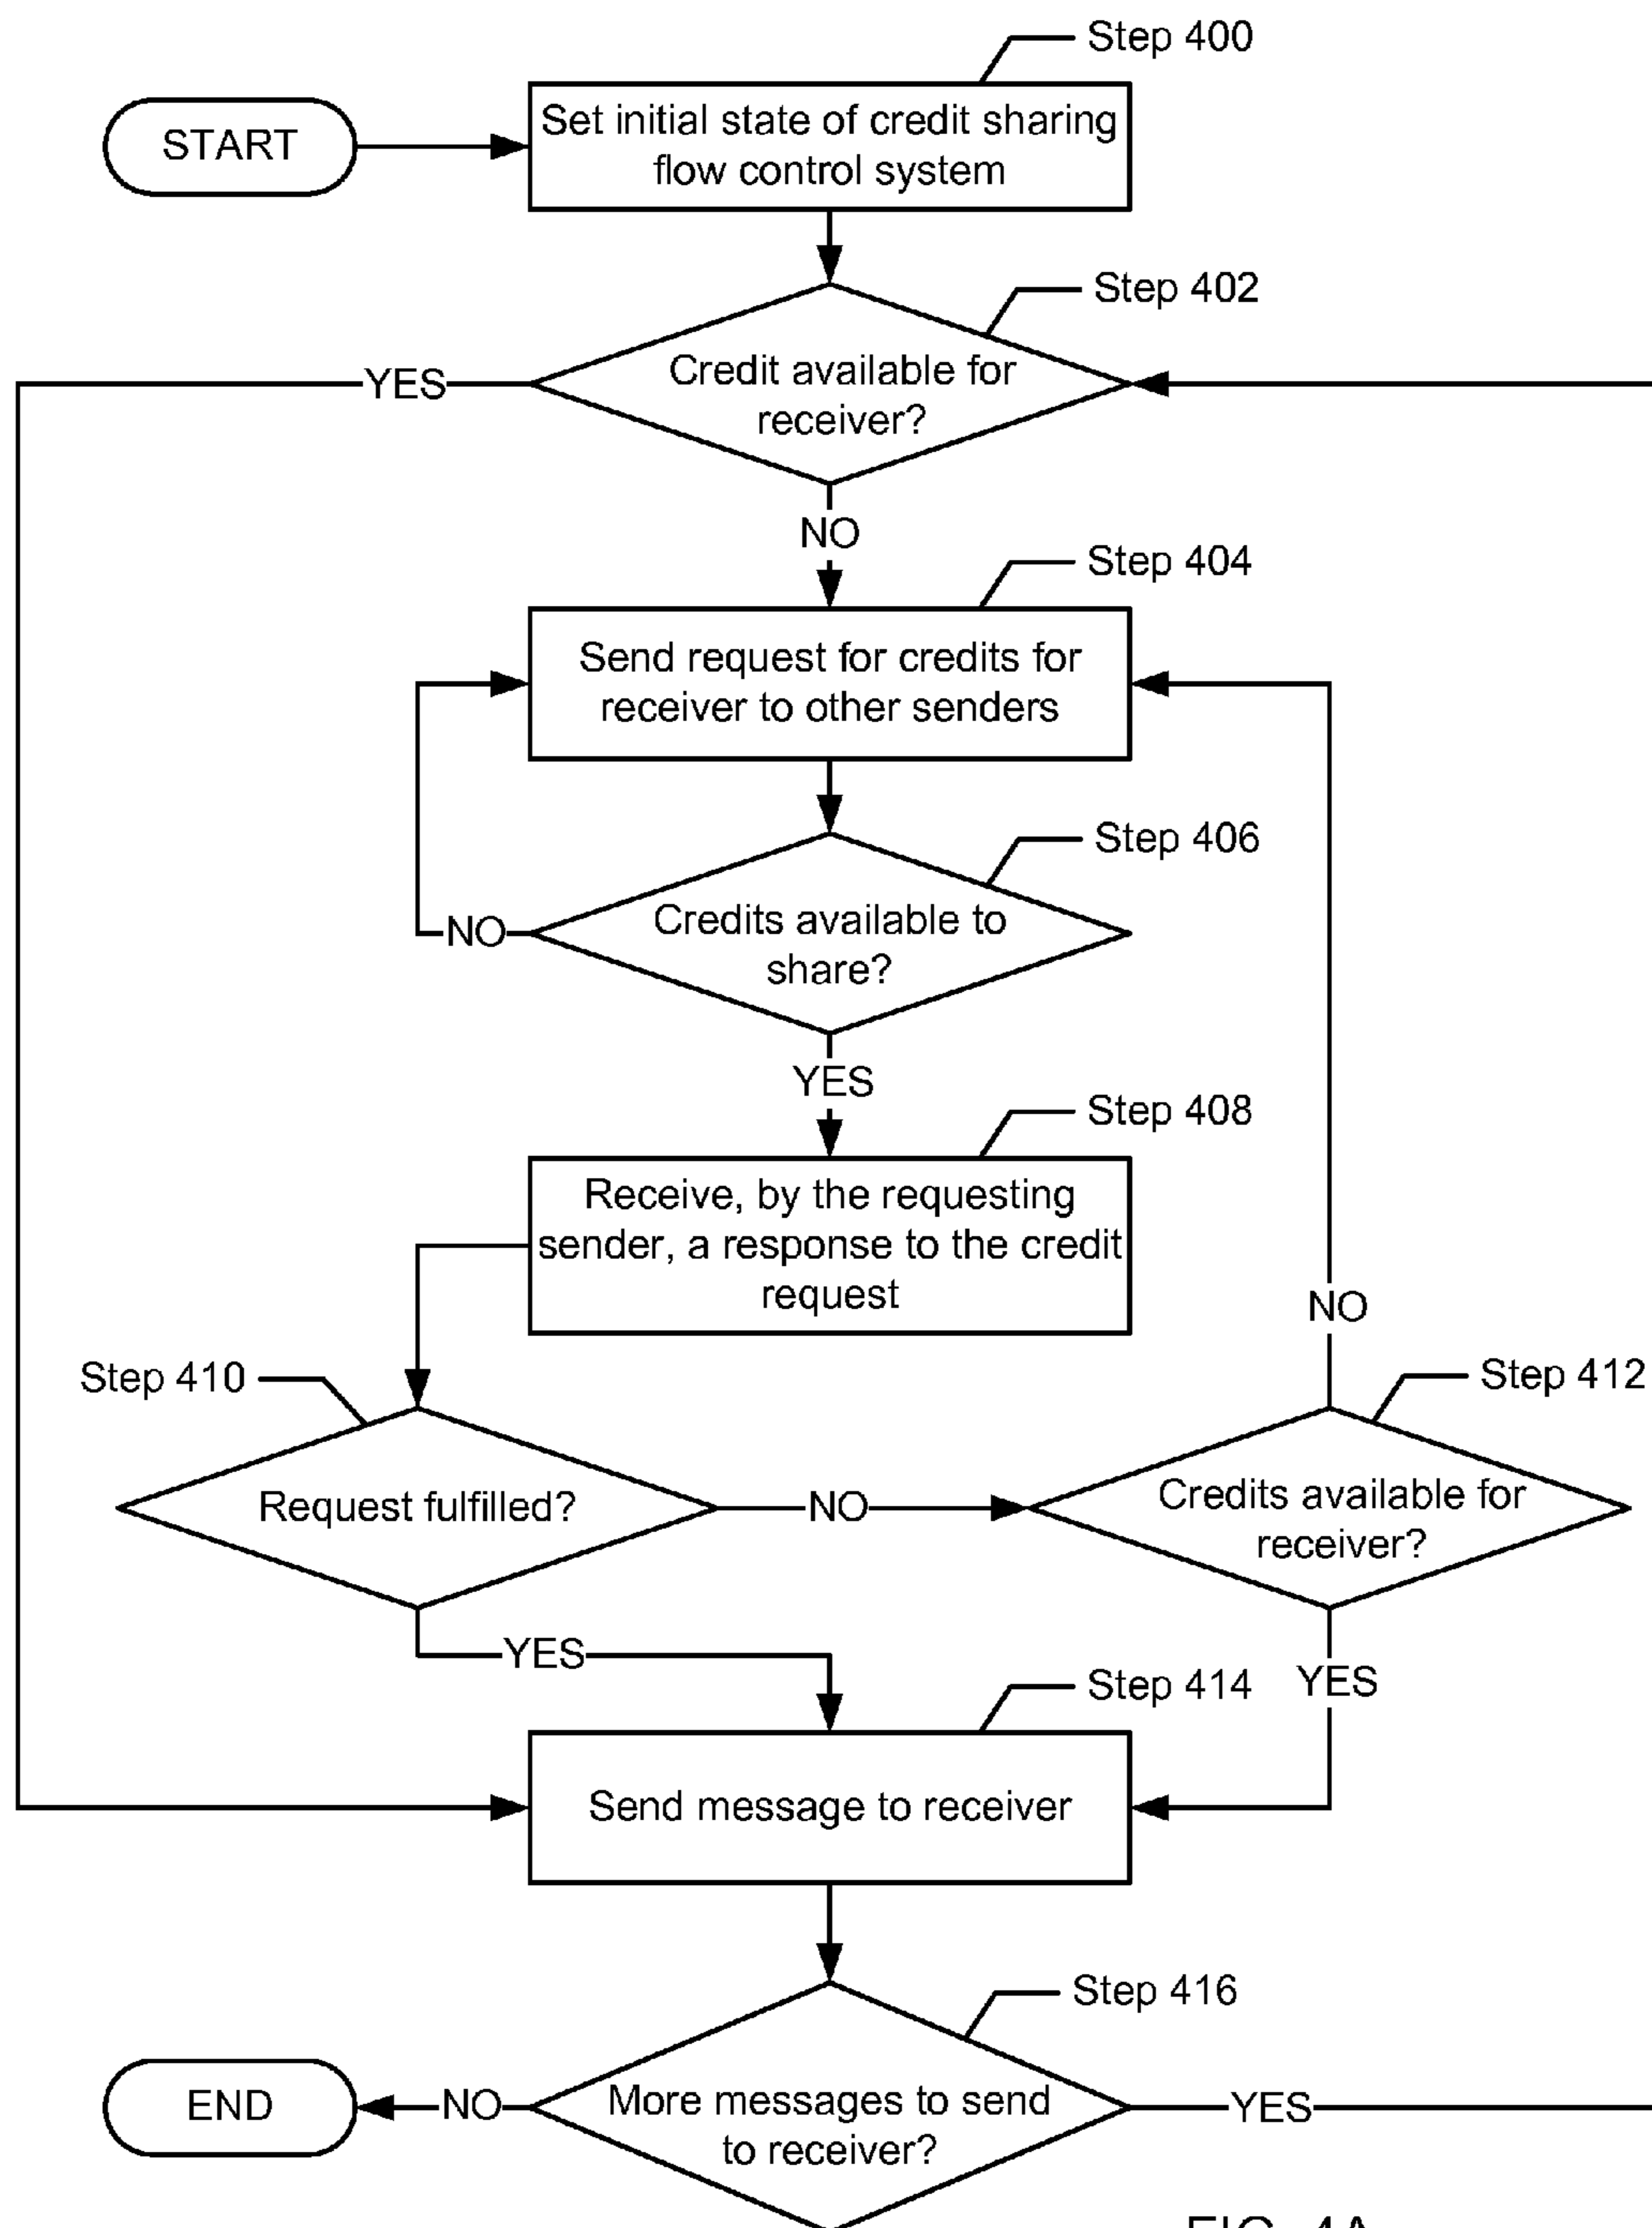 Step 400
START
Set initial state of credit sharing
flow control system
Step 402
Credit available for
receiver?
YES
NO
Step 404
Send request for credits for
receiver to other senders
Step 406
Credits available to
share?
NO
YES
Step 408
Receive, by the requesting
sender, a response to the credit
request
NO
Step 410
Step 412
Request fulfilled?
NO
Credits available for
receiver?
YES
Step 414
YES
Send message to receiver
Step 416
END
NO
More messages to send
to receiver?
YES
FIG. 4A